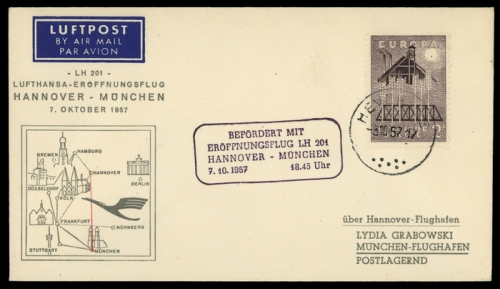 LUFTPOST
BY AIR MAIL
PAR AVION
- LH 201 -
LUFTHANSA-ERÖFFNUNGSFLUG
HANNOVER - MÜNCHEN
7. OKTOBER 1957
BREMEN
HAMBURG
HANNOVER
BERLIN
DÜSSELDORF
KÖLN
FRANKFURT
NÜRNBERG
STUTTGART
MÜNCHEN
BEFÖRDERT MIT
ERÖFFNUNGSFLUG LH 201
HANNOVER - MÜNCHEN
7. 10. 1957 18.45 Uhr
EUROPA
über Hannover-Flughafen
LYDIA GRABOWSKI
MÜNCHEN-FLUGHAFEN
POSTLAGERND